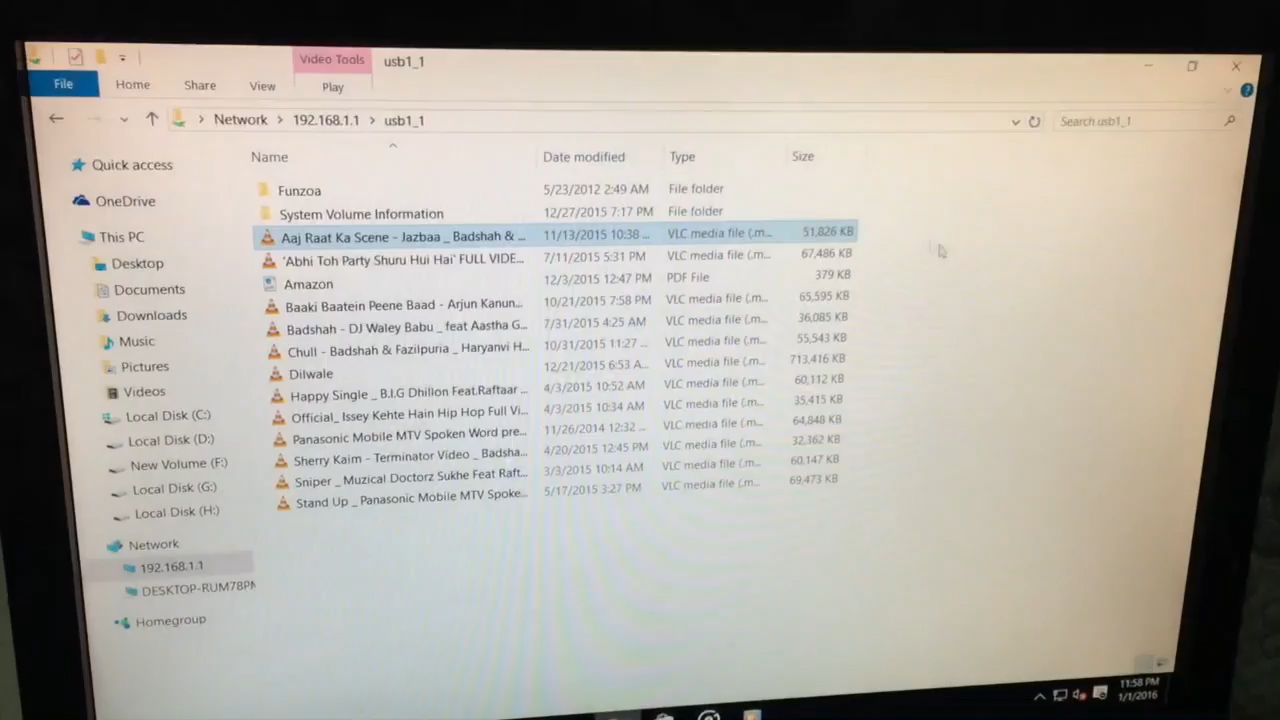 Video Tools usb1_1
File Home Share View Play
Network 192.168.1.1 usb1_1 Search usb1_1
Name Date modified Type Size
Quick access
OneDrive
This PC
Desktop
Documents
Downloads
Music
Pictures
Videos
Local Disk (C:)
Local Disk (D:)
New Volume (F:)
Local Disk (G:)
Local Disk (H:)
Network
192.168.1.1
DESKTOP-RUM78PM
Homegroup
Funzoa 5/23/2012 2:49 AM File folder
System Volume Information 12/27/2015 7:17 PM File folder
Aaj Raat Ka Scene - Jazbaa _ Badshah & ... 11/13/2015 10:38 ... VLC media file (.m... 51,826 KB
'Abhi Toh Party Shuru Hui Hai' FULL VIDE... 7/11/2015 5:31 PM VLC media file (.m... 67,486 KB
Amazon 12/3/2015 12:47 PM PDF File 379 KB
Baaki Baatein Peene Baad - Arjun Kanun... 10/21/2015 7:58 PM VLC media file (.m... 65,595 KB
Badshah - DJ Waley Babu _ feat Aastha G... 7/31/2015 4:25 AM VLC media file (.m... 36,085 KB
Chull - Badshah & Fazilpuria _ Haryanvi H... 10/31/2015 11:27 ... VLC media file (.m... 55,543 KB
Dilwale 12/21/2015 6:53 A... VLC media file (.m... 713,416 KB
Happy Single _ B.I.G Dhillon Feat.Raftaar ... 4/3/2015 10:52 AM VLC media file (.m... 60,112 KB
Official_ Issey Kehte Hain Hip Hop Full Vi... 4/3/2015 10:34 AM VLC media file (.m... 35,415 KB
Panasonic Mobile MTV Spoken Word pre... 11/26/2014 12:32 ... VLC media file (.m... 64,848 KB
Sherry Kaim - Terminator Video _ Badsha... 4/20/2015 12:45 PM VLC media file (.m... 32,362 KB
Sniper _ Muzical Doctorz Sukhe Feat Raft... 3/3/2015 10:14 AM VLC media file (.m... 60,147 KB
Stand Up _ Panasonic Mobile MTV Spoke... 5/17/2015 3:27 PM VLC media file (.m... 69,473 KB
11:58 PM
1/1/2016